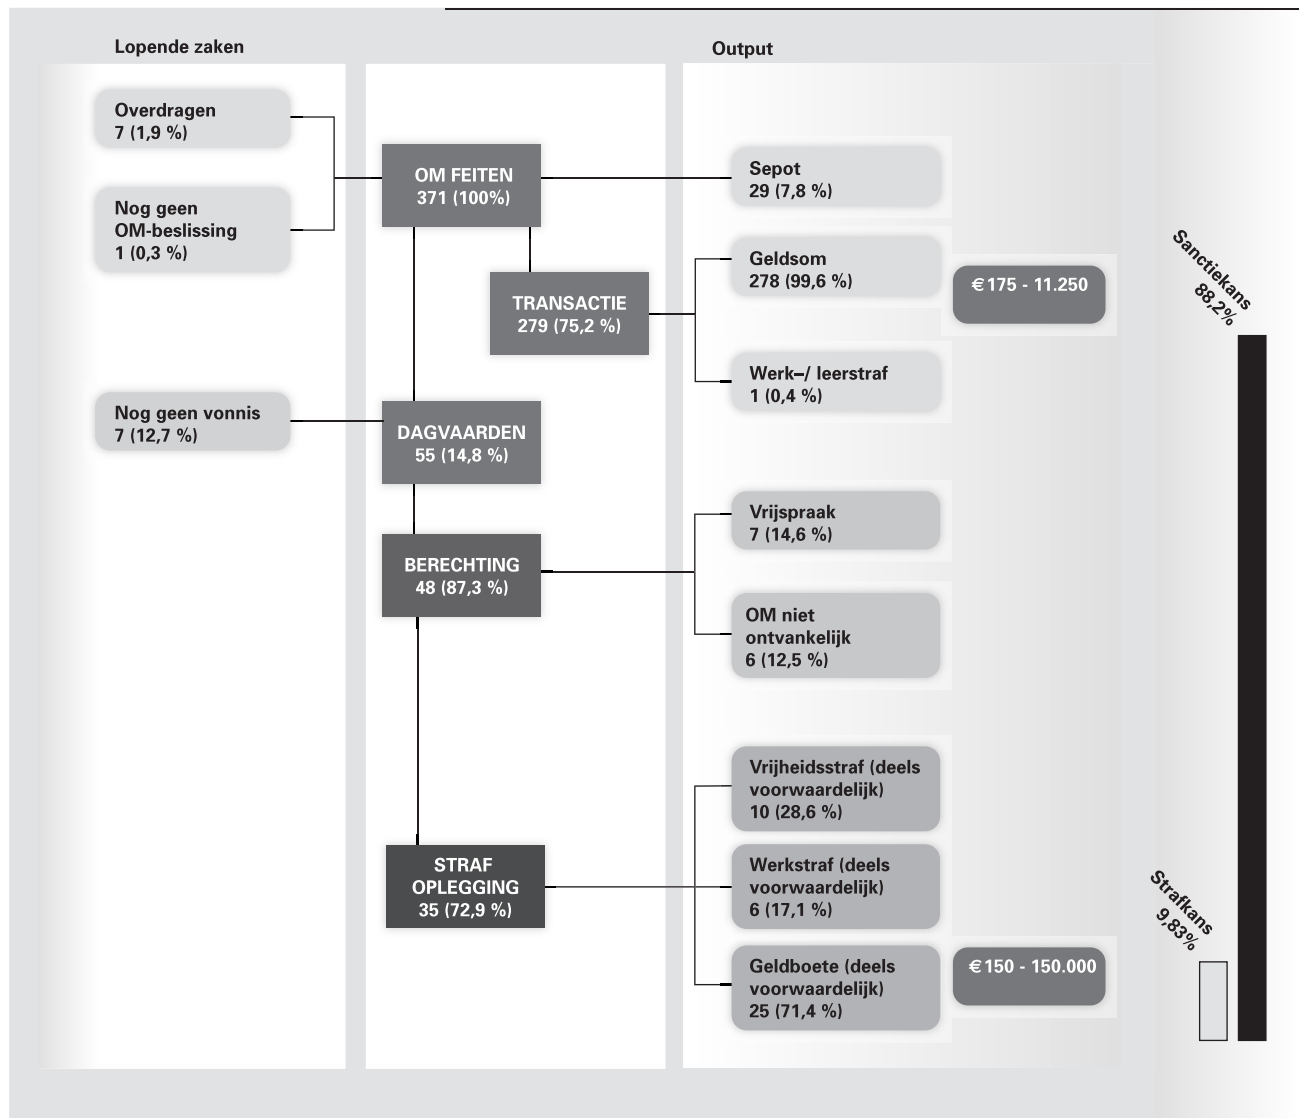 Lopende zaken
Output
Overdragen
7 (1,9 %)
Nog geen
OM-beslissing
1 (0,3 %)
OM FEITEN
371 (100%)
Sepot
29 (7,8 %)
TRANSACTIE
279 (75,2 %)
Geldsom
278 (99,6 %)
€ 175 - 11.250
Werk–/ leerstraf
1 (0,4 %)
Nog geen vonnis
7 (12,7 %)
DAGVAARDEN
55 (14,8 %)
BERECHTING
48 (87,3 %)
Vrijspraak
7 (14,6 %)
OM niet
ontvankelijk
6 (12,5 %)
STRAF
OPLEGGING
35 (72,9 %)
Vrijheidsstraf (deels
voorwaardelijk)
10 (28,6 %)
Werkstraf (deels
voorwaardelijk)
6 (17,1 %)
Geldboete (deels
voorwaardelijk)
25 (71,4 %)
€ 150 - 150.000
Sanctiekans
88,2%
Strafkans
9,83%